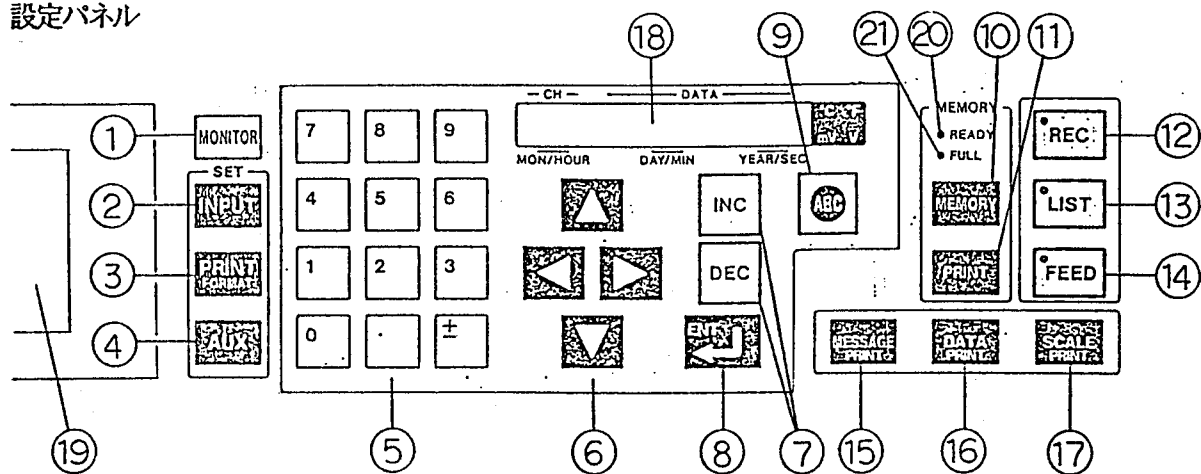 設定パネル
⑱ ⑨ ㉑ ⑳ ⑩ ⑪
CH DATA
MEMORY
① MONITOR
7 8 9
READY
FULL
REC ⑫
MON/HOUR DAY/MIN YEAR/SEC
SET
② INPUT
4 5 6
INC
ABC
MEMORY
LIST ⑬
③ PRINT
FORMAT
1 2 3
DEC
PRINT
FEED ⑭
④ AUX
0 . ±
ENT
MESSAGE
PRINT
DATA
PRINT
SCALE
PRINT
⑲ ⑤ ⑥ ⑧ ⑦ ⑮ ⑯ ⑰